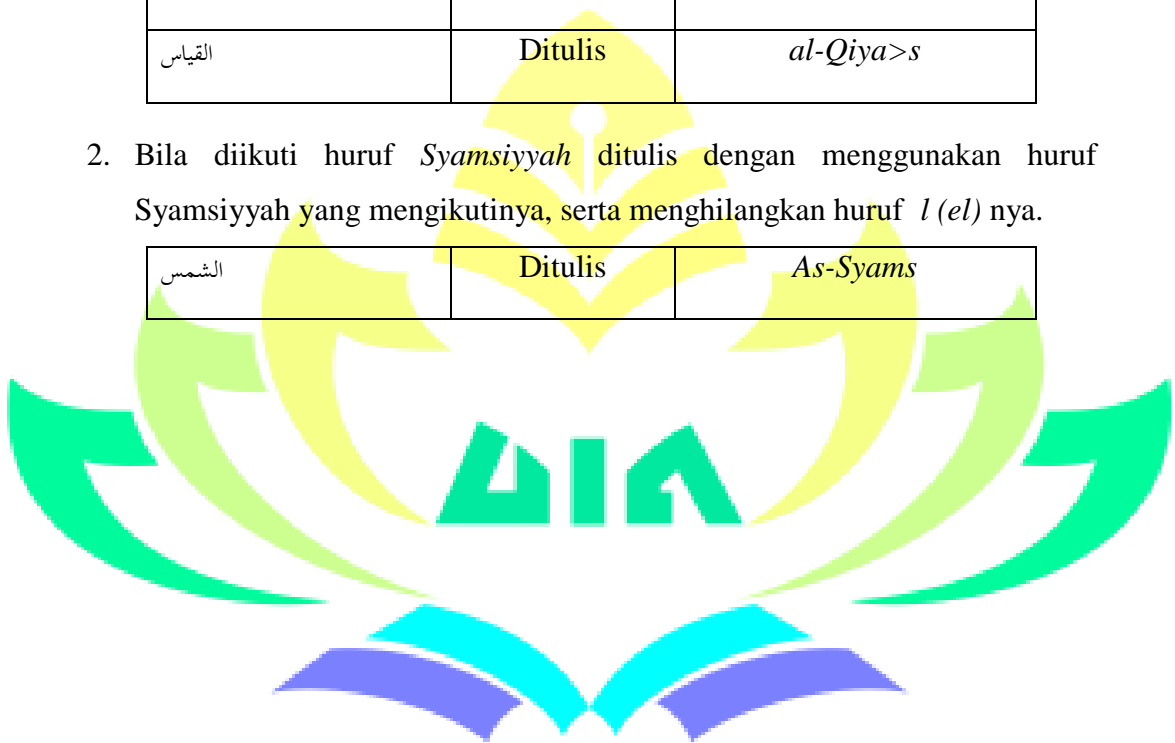 القياس Ditulis al-Qiya>s
2. Bila diikuti huruf Syamsiyyah ditulis dengan menggunakan huruf
Syamsiyyah yang mengikutinya, serta menghilangkan huruf l (el) nya.
الشمس Ditulis As-Syams